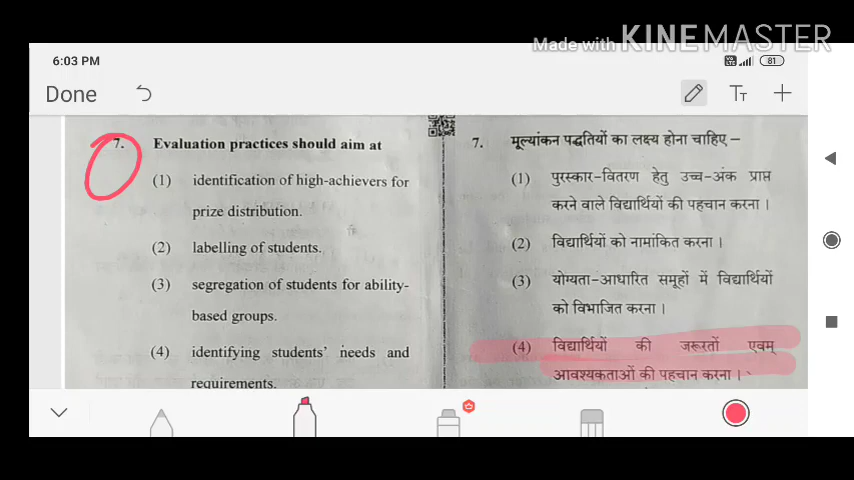 Made with KINEMASTER
6:03 PM
81
Done
7. Evaluation practices should aim at
(1) identification of high-achievers for
prize distribution.
(2) labelling of students.
(3) segregation of students for ability-
based groups.
(4) identifying students' needs and
requirements.
7. मूल्यांकन पद्धतियों का लक्ष्य होना चाहिए –
(1) पुरस्कार-वितरण हेतु उच्च-अंक प्राप्त
करने वाले विद्यार्थियों की पहचान करना ।
(2) विद्यार्थियों को नामांकित करना ।
(3) योग्यता-आधारित समूहों में विद्यार्थियों
को विभाजित करना ।
(4) विद्यार्थियों की जरूरतों एवम्
आवश्यकताओं की पहचान करना ।